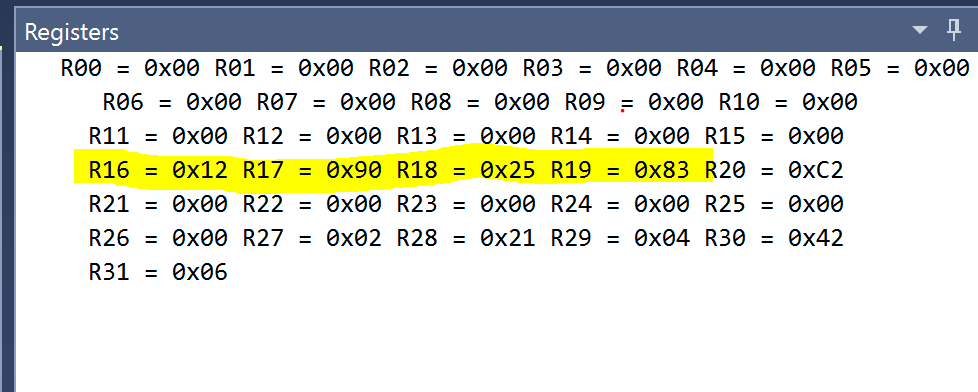 Registers
R00 = 0x00 R01 = 0x00 R02 = 0x00 R03 = 0x00 R04 = 0x00 R05 = 0x00
R06 = 0x00 R07 = 0x00 R08 = 0x00 R09 = 0x00 R10 = 0x00
R11 = 0x00 R12 = 0x00 R13 = 0x00 R14 = 0x00 R15 = 0x00
R16 = 0x12 R17 = 0x90 R18 = 0x25 R19 = 0x83 R20 = 0xC2
R21 = 0x00 R22 = 0x00 R23 = 0x00 R24 = 0x00 R25 = 0x00
R26 = 0x00 R27 = 0x02 R28 = 0x21 R29 = 0x04 R30 = 0x42
R31 = 0x06